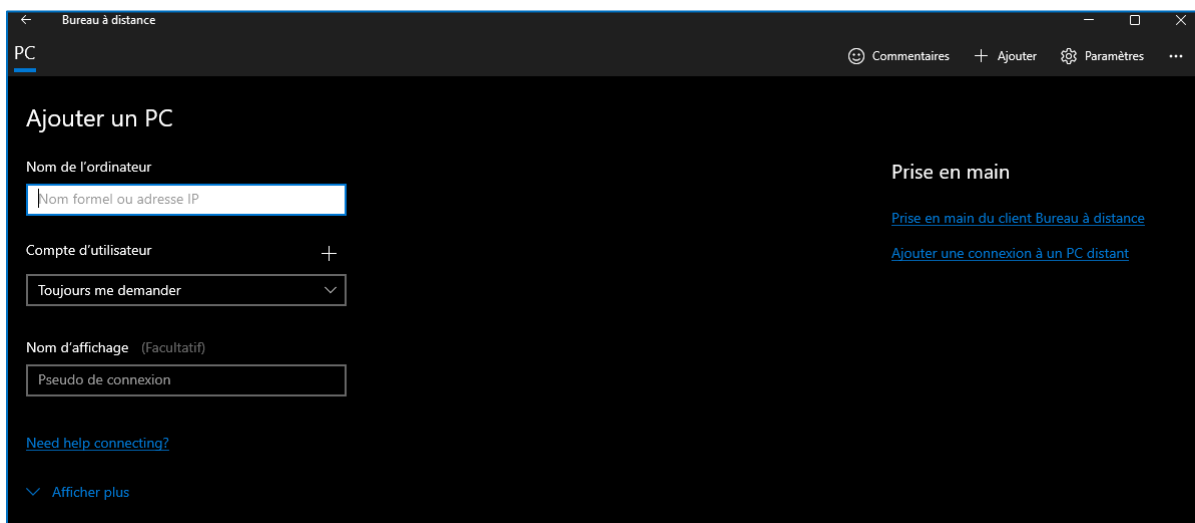 Bureau à distance
PC
Commentaires
Ajouter
Paramètres
Ajouter un PC
Nom de l'ordinateur
Nom formel ou adresse IP
Compte d'utilisateur
Toujours me demander
Nom d'affichage (Facultatif)
Pseudo de connexion
Need help connecting?
Afficher plus
Prise en main
Prise en main du client Bureau à distance
Ajouter une connexion à un PC distant